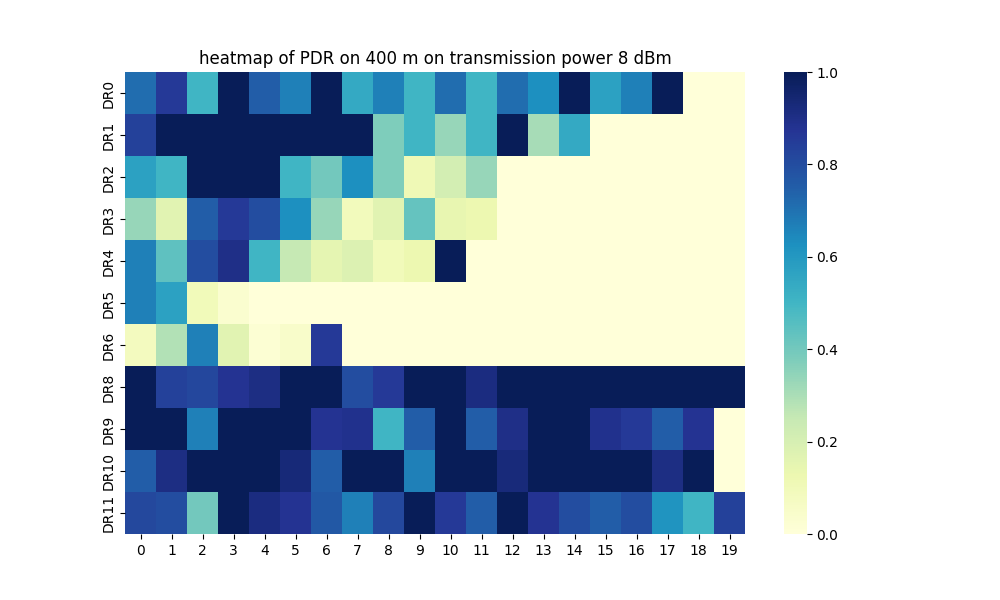 heatmap of PDR on 400 m on transmission power 8 dBm
DR0
DR1
DR2
DR3
DR4
DR5
DR6
DR8
DR9
DR10
DR11
0 1 2 3 4 5 6 7 8 9 10 11 12 13 14 15 16 17 18 19
1.0
0.8
0.6
0.4
0.2
0.0